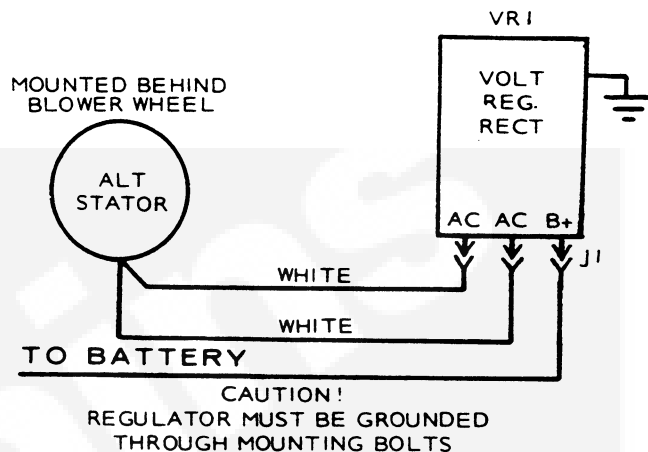 VR1
MOUNTED BEHIND
BLOWER WHEEL
VOLT
REG.
RECT
ALT
STATOR
AC AC B+
J1
WHITE
WHITE
TO BATTERY
CAUTION!
REGULATOR MUST BE GROUNDED
THROUGH MOUNTING BOLTS